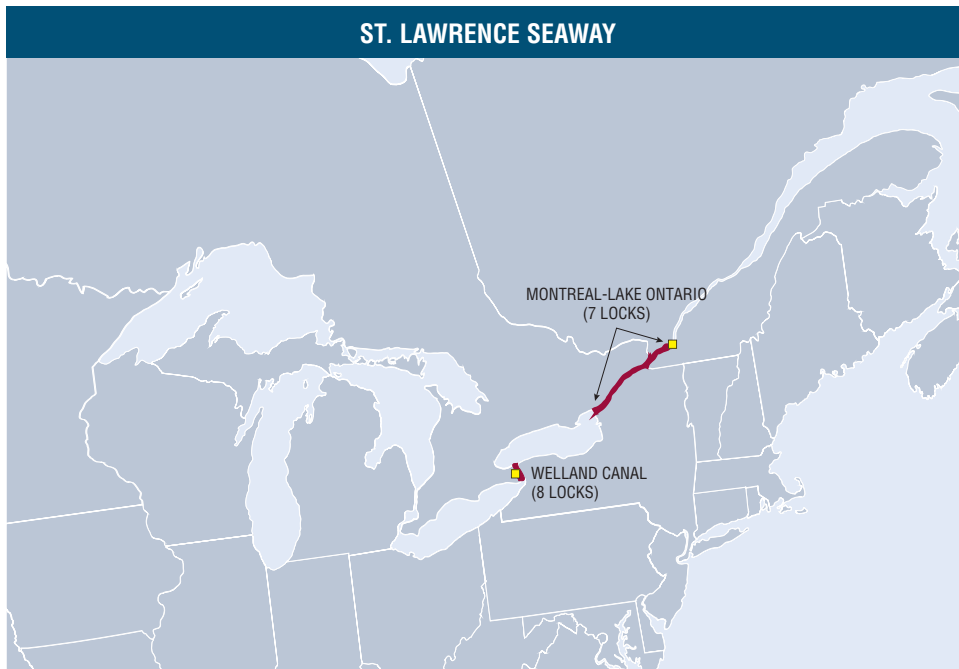 ST. LAWRENCE SEAWAY
MONTREAL-LAKE ONTARIO
(7 LOCKS)
WELLAND CANAL
(8 LOCKS)